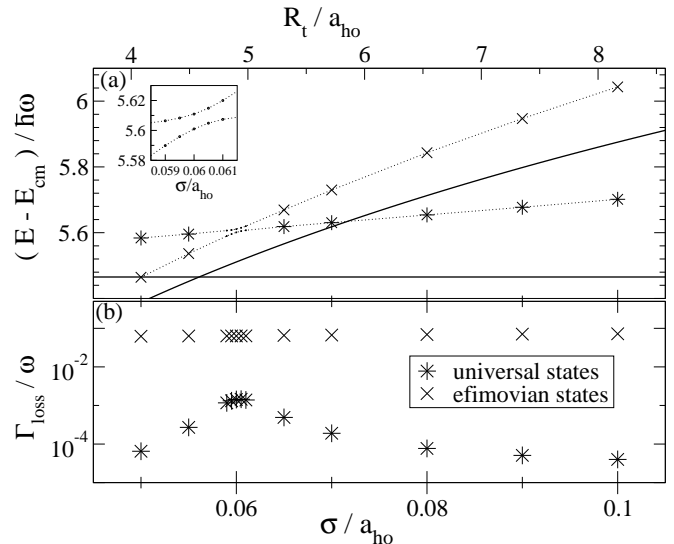 R_t / a_ho
4 5 6 7 8
(a)
(E - E_cm) / ħω
6
5.8
5.6
5.62
5.6
5.58
0.059 0.06 0.061
σ/a_ho
(b)
Γ_loss / ω
10^-2
10^-4
universal states
efimovian states
0.06 0.08 0.1
σ / a_ho